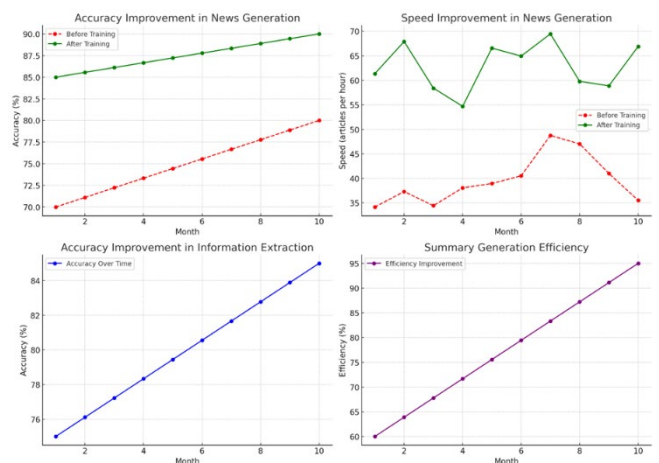 Accuracy Improvement in News Generation
90.0
87.5
85.0
82.5
80.0
77.5
75.0
72.5
70.0
Accuracy (%)
Before Training
After Training
2 4 6 8 10
Month
Speed Improvement in News Generation
70
65
60
55
50
45
40
35
Speed (articles per hour)
Before Training
After Training
2 4 6 8 10
Month
Accuracy Improvement in Information Extraction
84
82
80
78
76
Accuracy (%)
Accuracy Over Time
2 4 6 8 10
Month
Summary Generation Efficiency
95
90
85
80
75
70
65
60
Efficiency (%)
Efficiency Improvement
2 4 6 8 10
Month